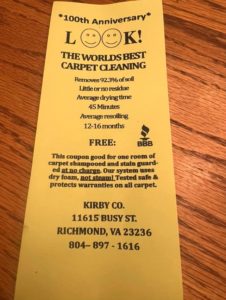 *100th Anniversary*
LOOK!
THE WORLDS BEST
CARPET CLEANING
Removes 92.3% of soil
Little or no residue
Average drying time
45 Minutes
Average resoiling
12-16 months
FREE:
BBB
This coupon good for one room of
carpet shampooed and stain guard-
ed at no charge. Our system uses
dry foam, not steam! Tested safe &
protects warranties on all carpet.
KIRBY CO.
11615 BUSY ST.
RICHMOND, VA 23236
804- 897 - 1616